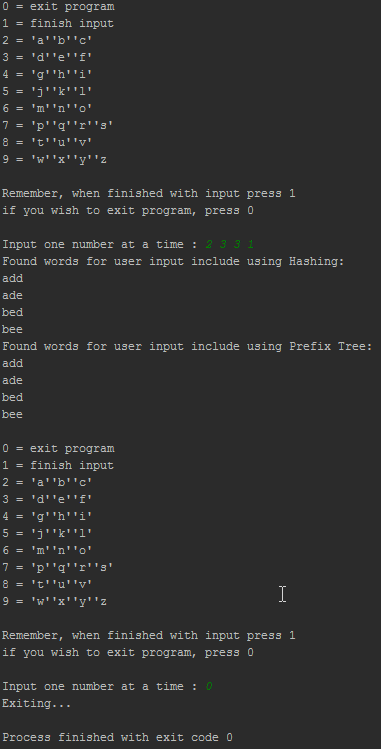 0 = exit program
1 = finish input
2 = 'a''b''c'
3 = 'd''e''f'
4 = 'g''h''i'
5 = 'j''k''l'
6 = 'm''n''o'
7 = 'p''q''r''s'
8 = 't''u''v'
9 = 'w''x''y''z
Remember, when finished with input press 1
if you wish to exit program, press 0
Input one number at a time : 2 3 3 1
Found words for user input include using Hashing:
add
ade
bed
bee
Found words for user input include using Prefix Tree:
add
ade
bed
bee
0 = exit program
1 = finish input
2 = 'a''b''c'
3 = 'd''e''f'
4 = 'g''h''i'
5 = 'j''k''l'
6 = 'm''n''o'
7 = 'p''q''r''s'
8 = 't''u''v'
9 = 'w''x''y''z
Remember, when finished with input press 1
if you wish to exit program, press 0
Input one number at a time : 0
Exiting...
Process finished with exit code 0